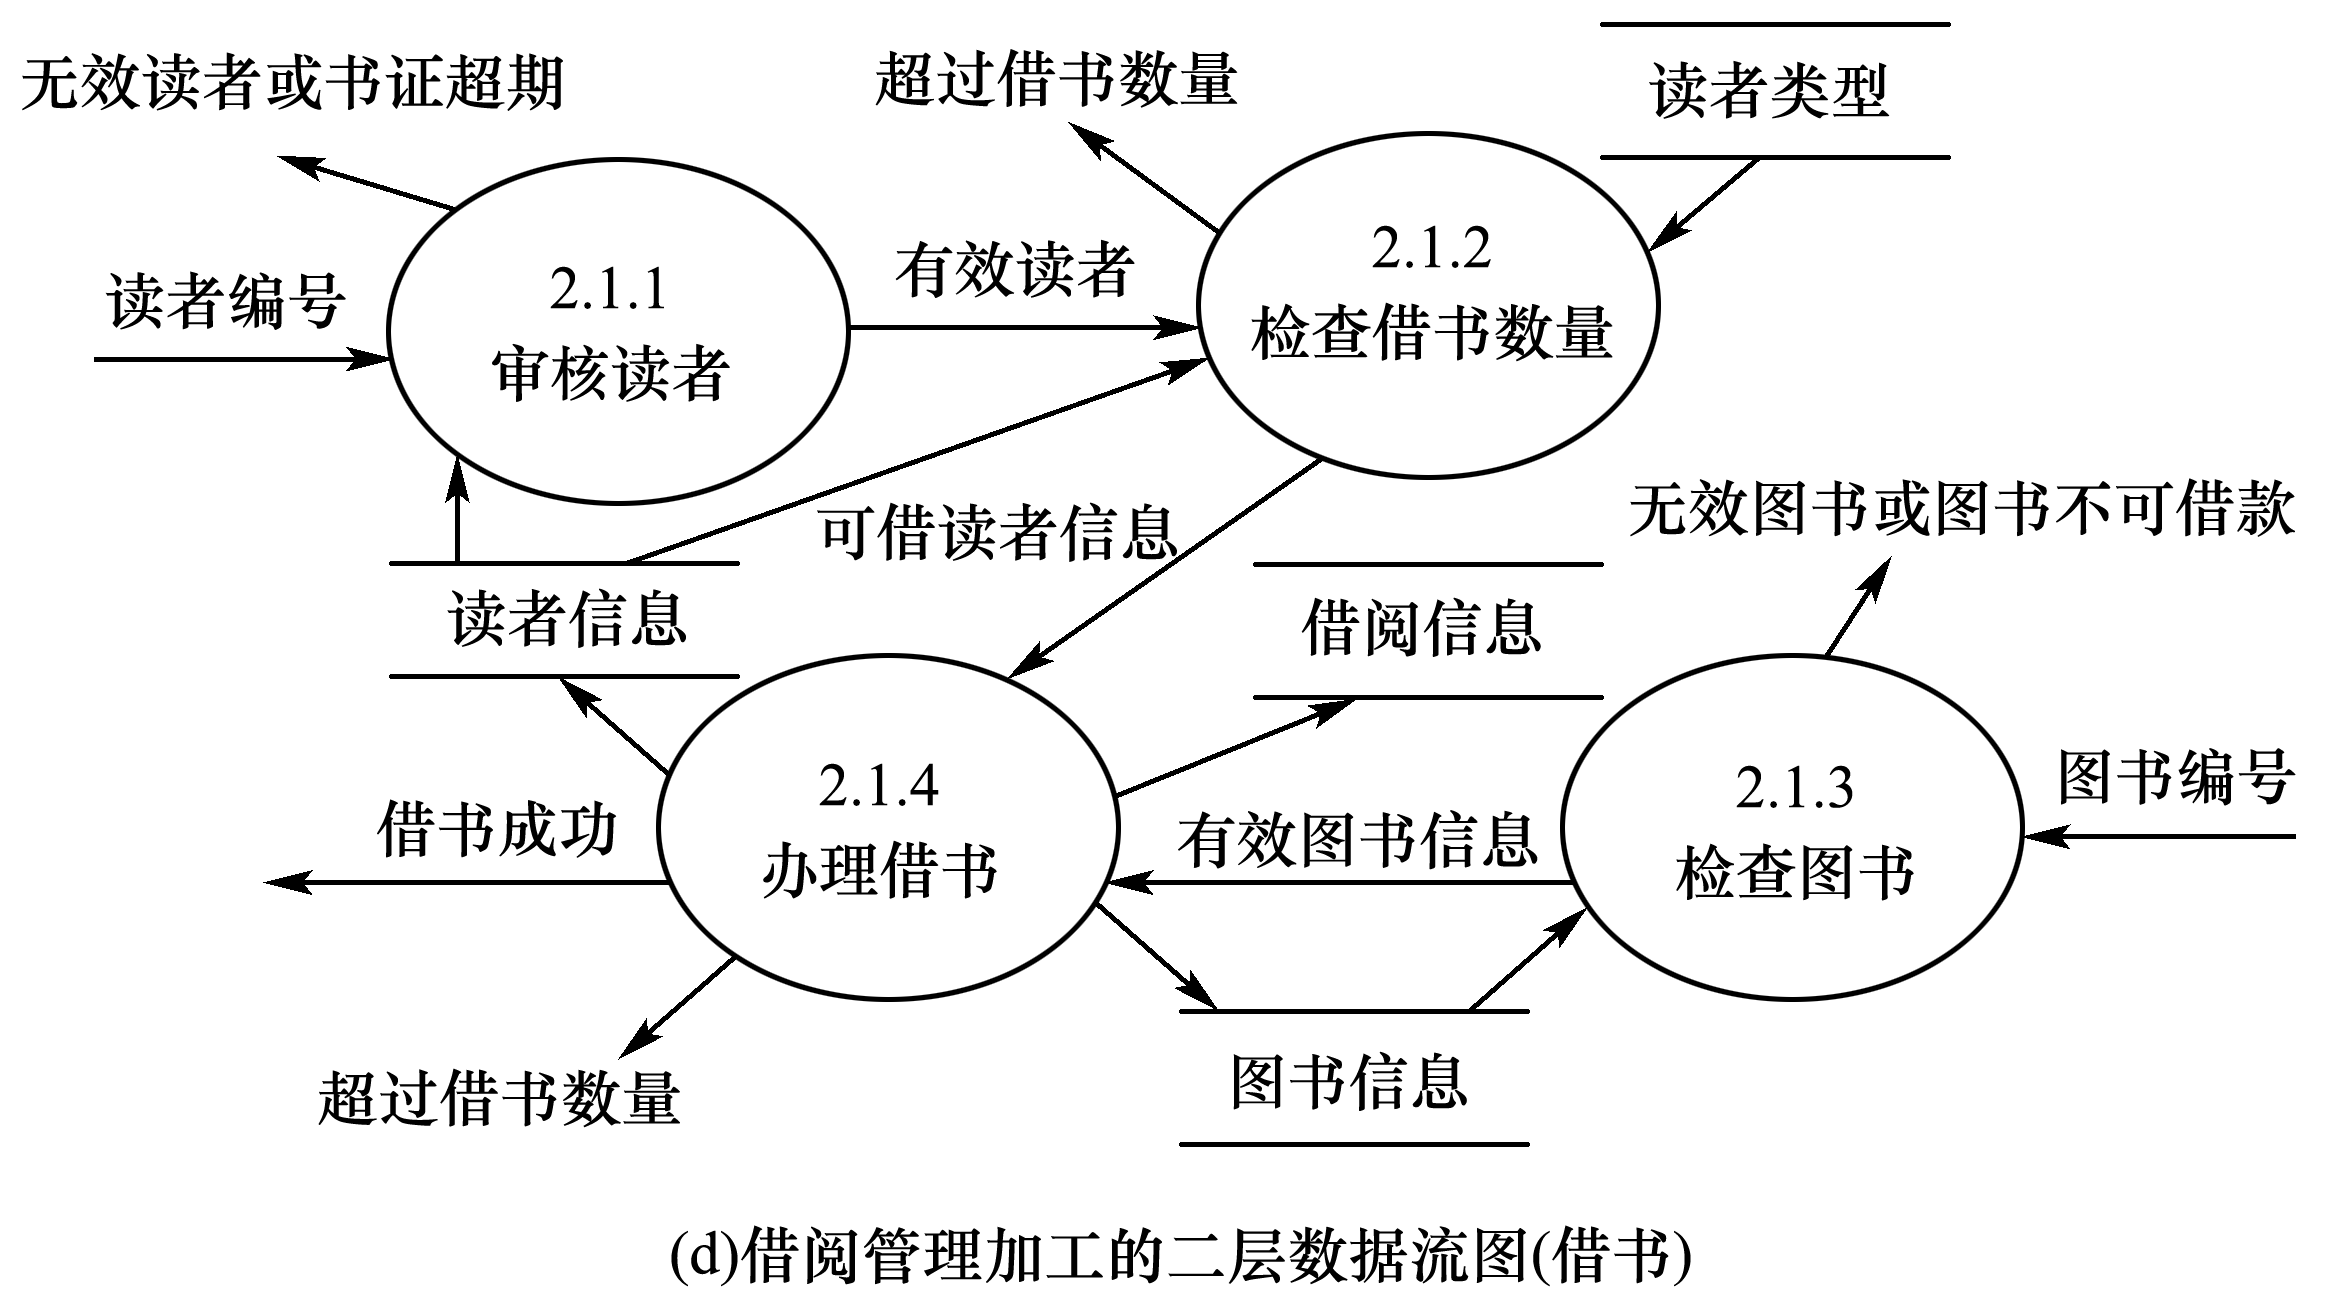 无效读者或书证超期
超过借书数量
读者类型
读者编号
2.1.1
审核读者
有效读者
2.1.2
检查借书数量
可借读者信息
无效图书或图书不可借款
读者信息
借阅信息
2.1.4
办理借书
借书成功
有效图书信息
2.1.3
检查图书
图书编号
超过借书数量
图书信息
(d)借阅管理加工的二层数据流图(借书)